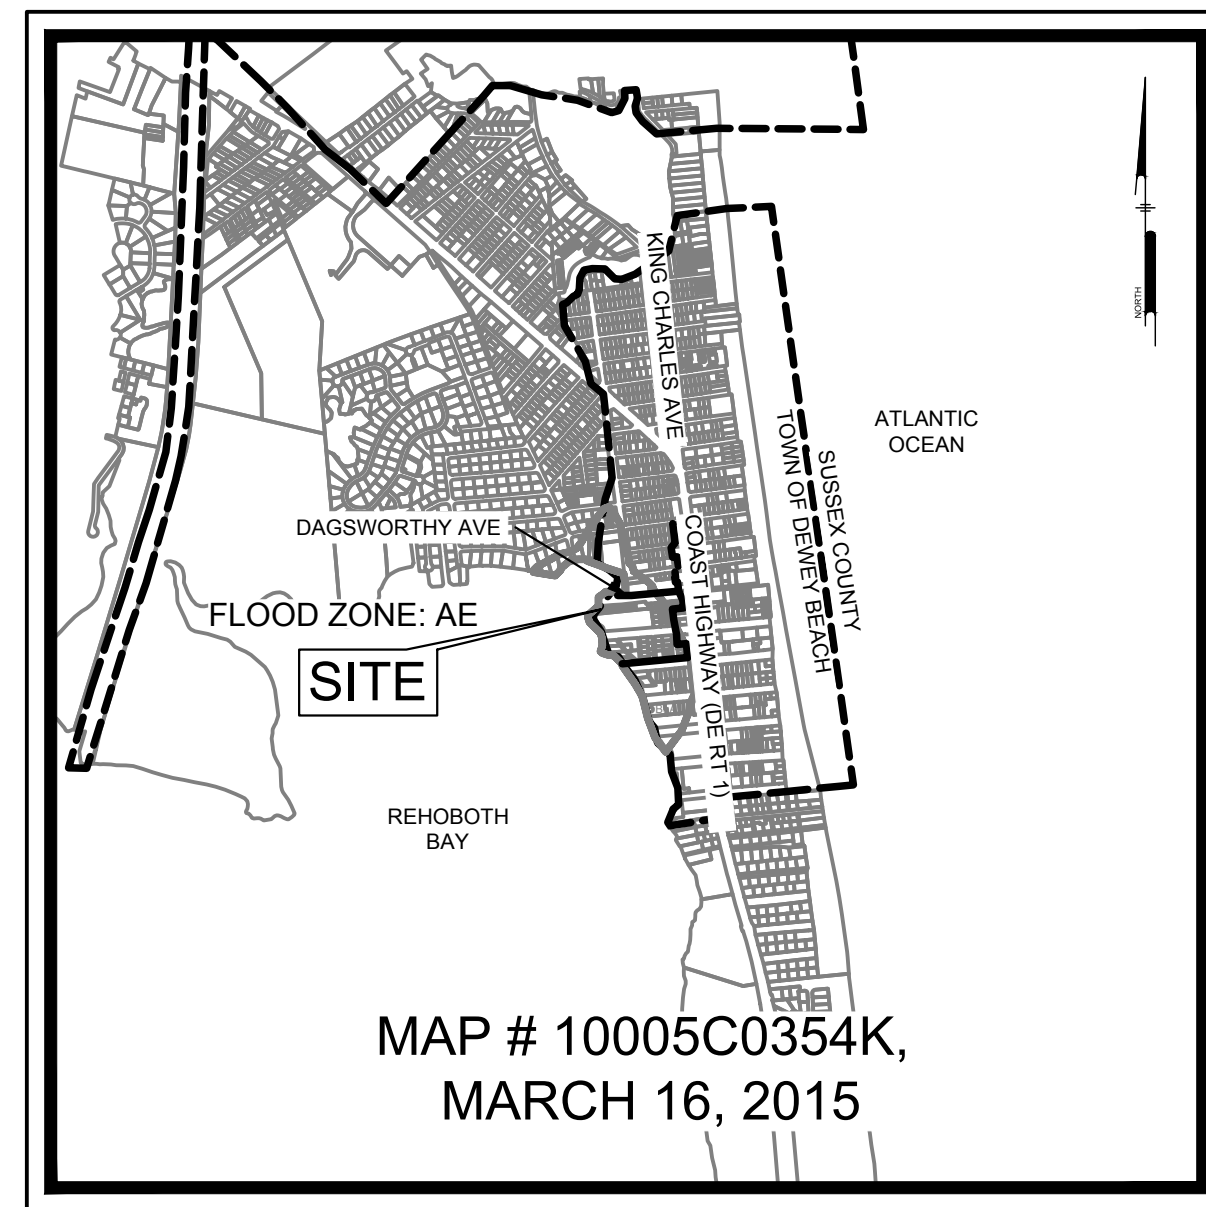 NORTH
KING CHARLES AVE
ATLANTIC
OCEAN
SUSSEX COUNTY
TOWN OF DEWEY BEACH
DAGSWORTHY AVE
COAST HIGHWAY (DE RT 1)
FLOOD ZONE: AE
SITE
REHOBOTH
BAY
MAP # 10005C0354K,
MARCH 16, 2015